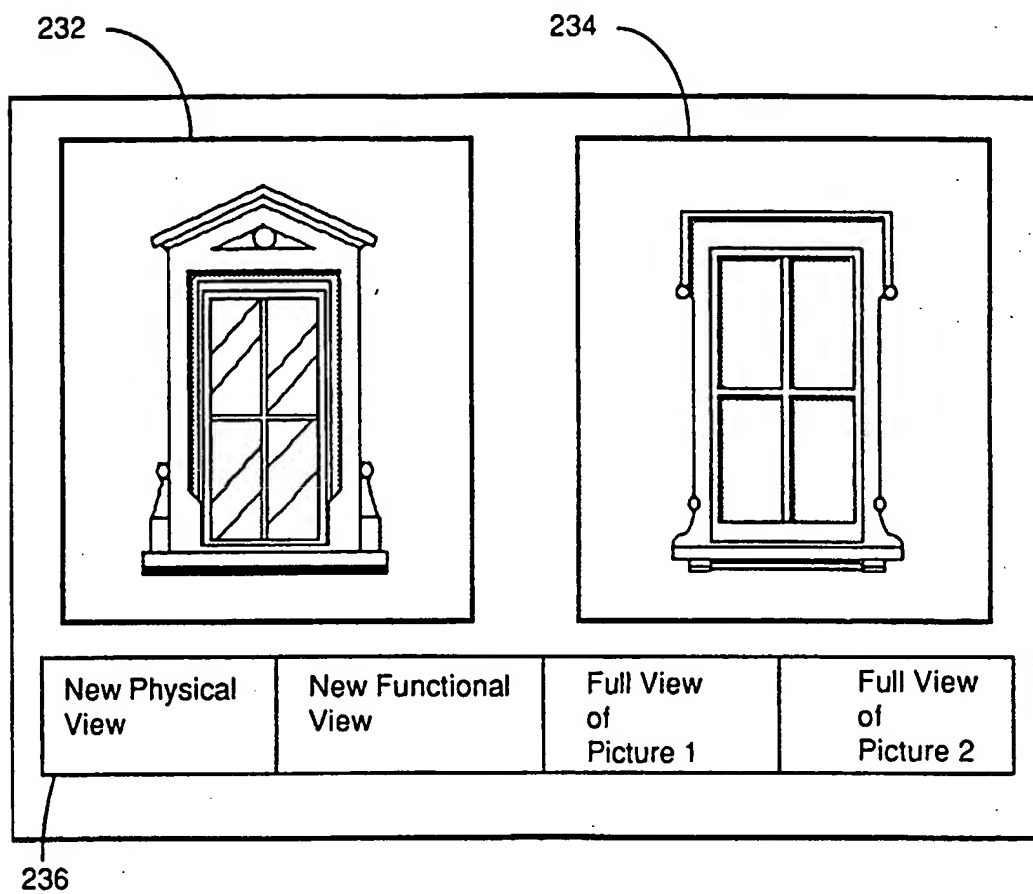 232
234
New Physical
View
New Functional
View
Full View
of
Picture 1
Full View
of
Picture 2
236